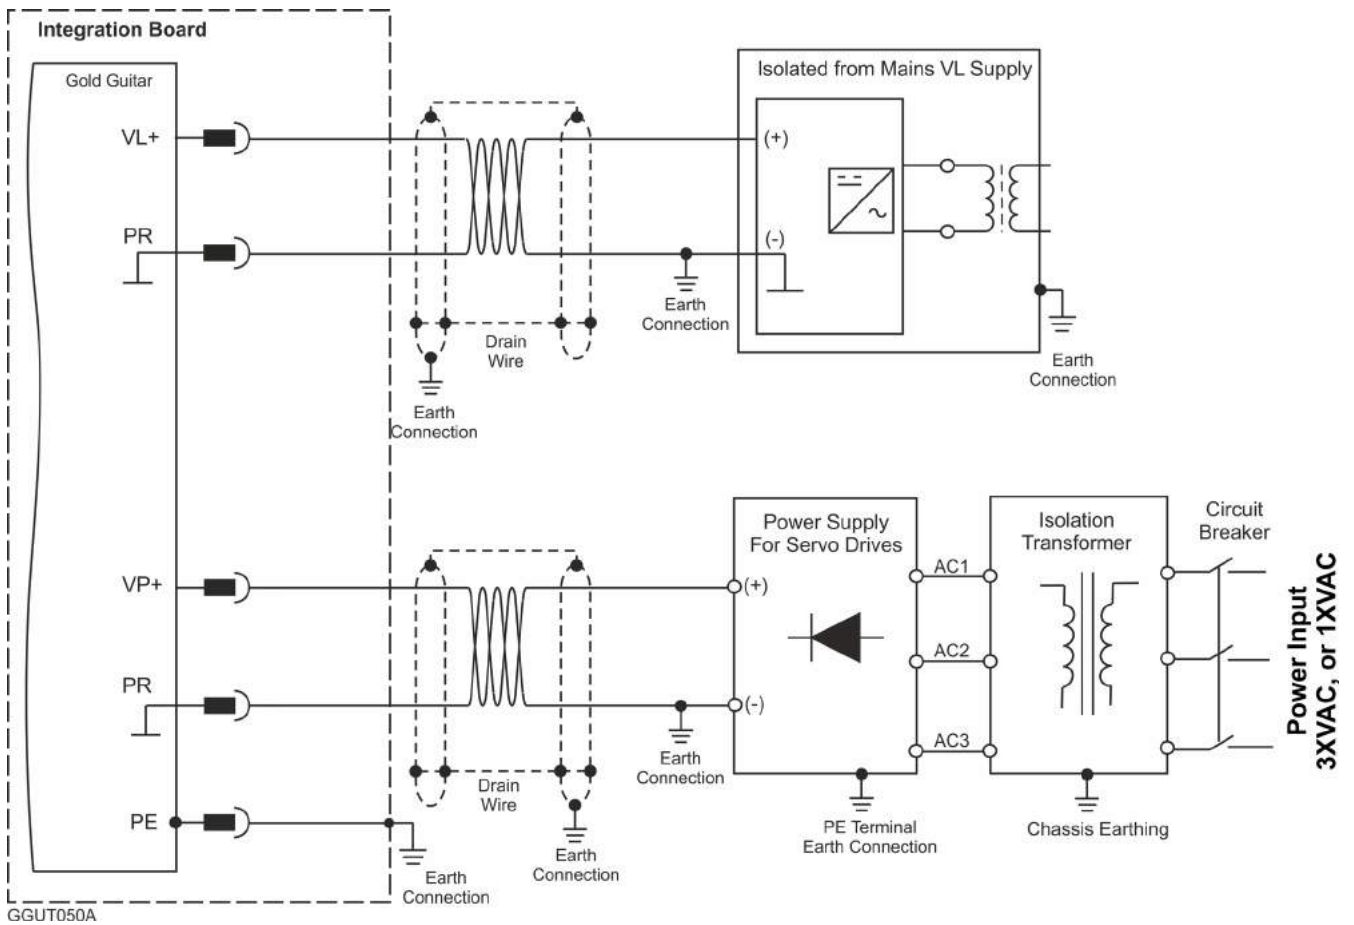 Integration Board
Gold Guitar
VL+
PR
Isolated from Mains VL Supply
(+)
(-)
Drain
Wire
Earth
Connection
Earth
Connection
Earth
Connection
VP+
PR
PE
Drain
Wire
Earth
Connection
Earth
Connection
Earth
Connection
Power Supply
For Servo Drives
(+)
(-)
PE Terminal
Earth Connection
AC1
AC2
AC3
Isolation
Transformer
Chassis Earthing
Circuit
Breaker
Power Input
3XVAC, or 1XVAC
GGUT050A